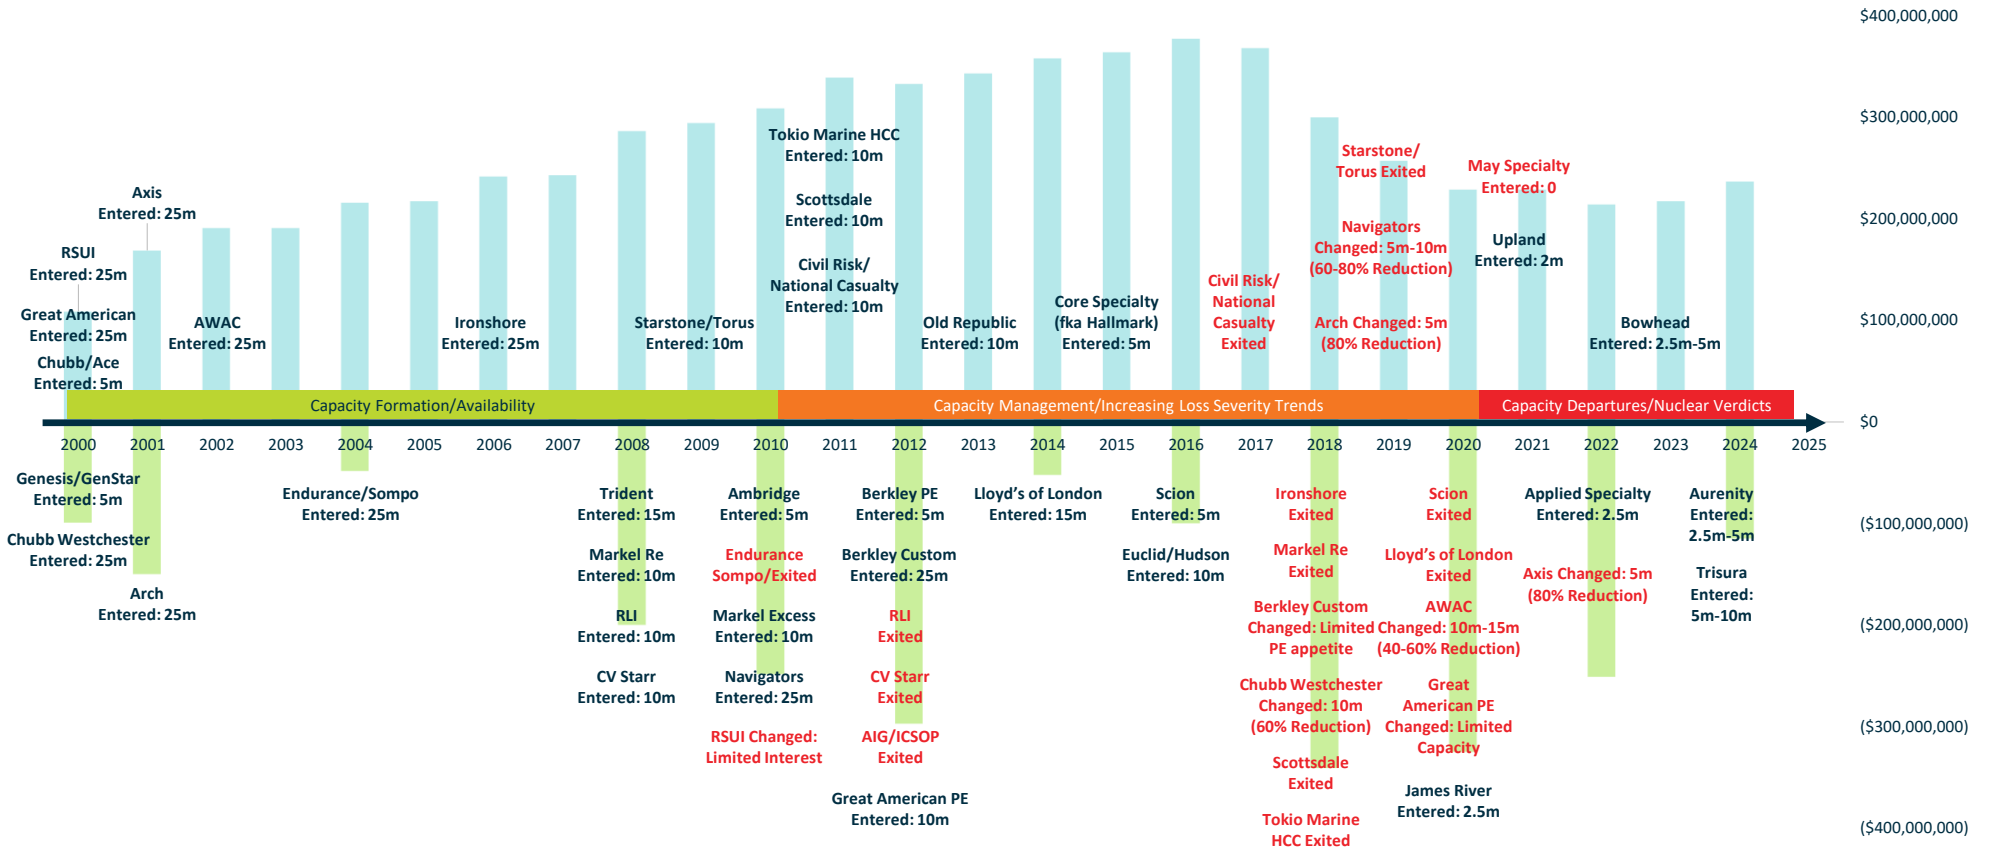 $400,000,000
$300,000,000
$200,000,000
$100,000,000
$0
($100,000,000)
($200,000,000)
($300,000,000)
($400,000,000)
Axis
Entered: 25m
RSUI
Entered: 25m
Great American
Entered: 25m
Chubb/Ace
Entered: 5m
AWAC
Entered: 25m
Ironshore
Entered: 25m
Starstone/Torus
Entered: 10m
Tokio Marine HCC
Entered: 10m
Scottsdale
Entered: 10m
Civil Risk/
National Casualty
Entered: 10m
Old Republic
Entered: 10m
Core Specialty
(fka Hallmark)
Entered: 5m
Civil Risk/
National
Casualty
Exited
Starstone/
Torus Exited
Navigators
Changed: 5m-10m
(60-80% Reduction)
Arch Changed: 5m
(80% Reduction)
May Specialty
Entered: 0
Upland
Entered: 2m
Bowhead
Entered: 2.5m-5m
Capacity Formation/Availability
Capacity Management/Increasing Loss Severity Trends
Capacity Departures/Nuclear Verdicts
2000 2001 2002 2003 2004 2005 2006 2007 2008 2009 2010 2011 2012 2013 2014 2015 2016 2017 2018 2019 2020 2021 2022 2023 2024 2025
Genesis/GenStar
Entered: 5m
Chubb Westchester
Entered: 25m
Arch
Entered: 25m
Endurance/Sompo
Entered: 25m
Trident
Entered: 15m
Markel Re
Entered: 10m
RLI
Entered: 10m
CV Starr
Entered: 10m
Ambridge
Entered: 5m
Endurance
Sompo/Exited
Markel Excess
Entered: 10m
Navigators
Entered: 25m
RSUI Changed:
Limited Interest
Berkley PE
Entered: 5m
Berkley Custom
Entered: 25m
RLI
Exited
CV Starr
Exited
AIG/ICSOP
Exited
Great American PE
Entered: 10m
Lloyd's of London
Entered: 15m
Scion
Entered: 5m
Euclid/Hudson
Entered: 10m
Ironshore
Exited
Markel Re
Exited
Berkley Custom
Changed: Limited
PE appetite
Chubb Westchester
Changed: 10m
(60% Reduction)
Scottsdale
Exited
Tokio Marine
HCC Exited
Scion
Exited
Lloyd's of London
Exited
AWAC
Changed: 10m-15m
(40-60% Reduction)
Great
American PE
Changed: Limited
Capacity
James River
Entered: 2.5m
Applied Specialty
Entered: 2.5m
Axis Changed: 5m
(80% Reduction)
Aurenity
Entered:
2.5m-5m
Trisura
Entered:
5m-10m